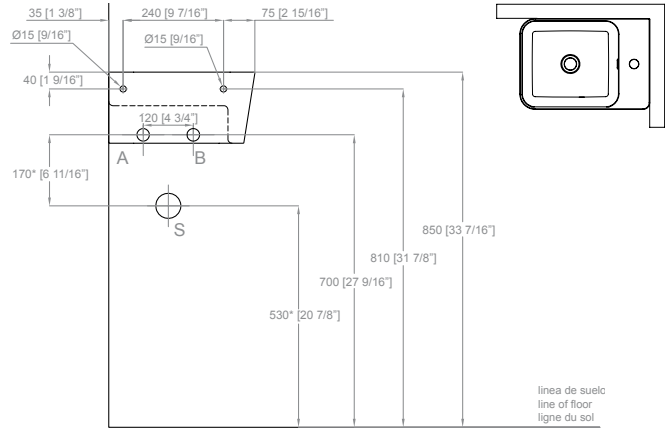 35 [1 3/8”]
240 [9 7/16”]
75 [2 15/16”]
Ø15 [9/16”]
Ø15 [9/16”]
40 [1 9/16”]
120 [4 3/4”]
A
B
170* [6 11/16”]
S
850 [33 7/16”]
810 [31 7/8”]
700 [27 9/16”]
530* [20 7/8”]
linea de suelo
line of floor
ligne du sol